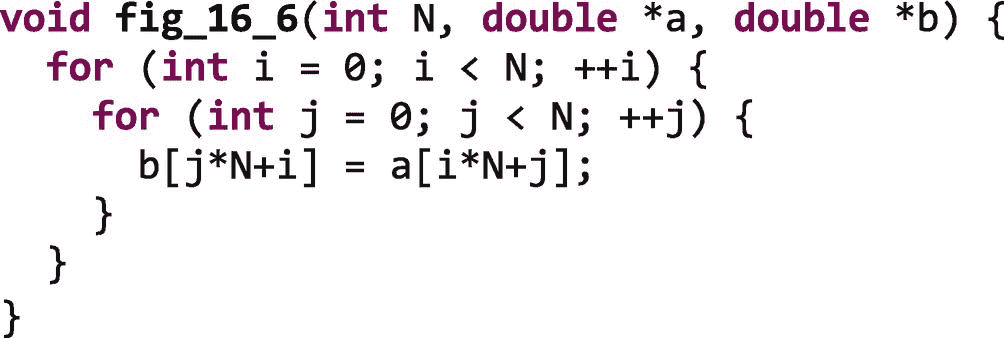 void fig_16_6(int N, double *a, double *b) {
  for (int i = 0; i < N; ++i) {
    for (int j = 0; j < N; ++j) {
      b[j*N+i] = a[i*N+j];
    }
  }
}